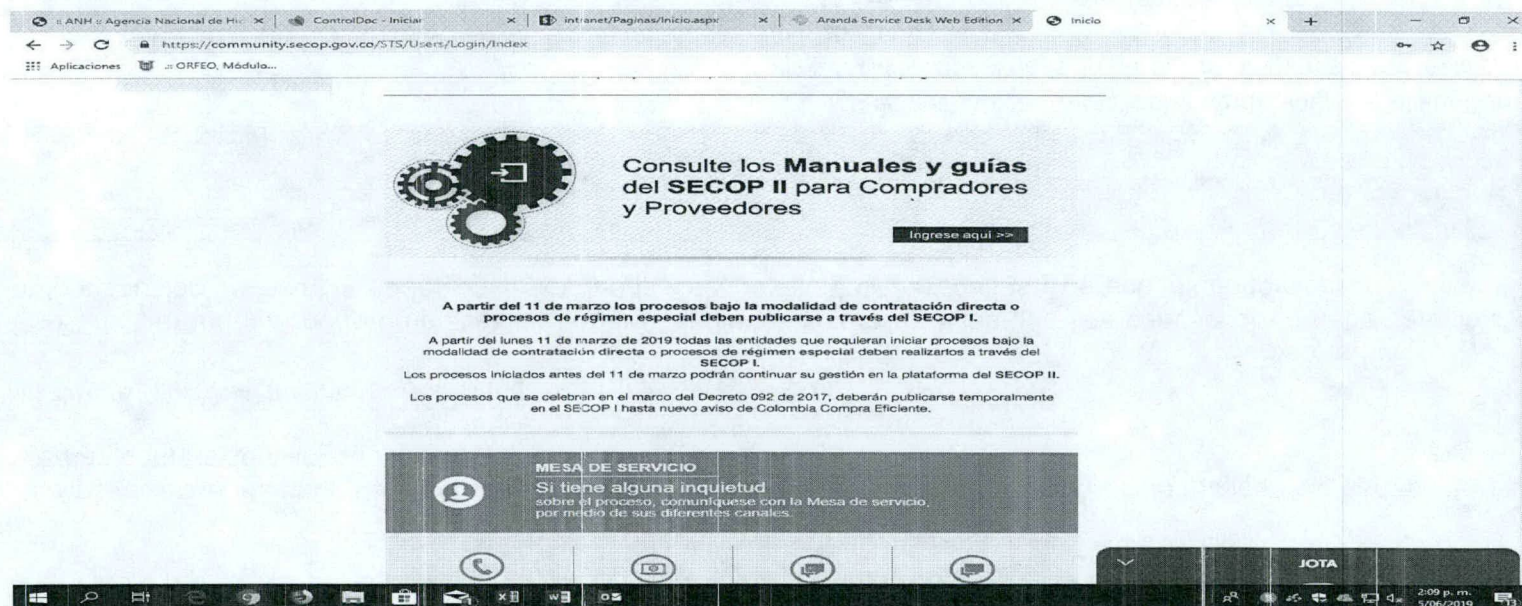 :: ANH :: Agencia Nacional de Hi
ControlDoc - Iniciar
intranet/Paginas/Inicio.aspx
Aranda Service Desk Web Edition
Inicio
https://community.secop.gov.co/STS/Users/Login/Index
Aplicaciones
.:: ORFEO, Módulo...
Consulte los Manuales y guías
del SECOP II para Compradores
y Proveedores
Ingrese aquí >>
A partir del 11 de marzo los procesos bajo la modalidad de contratación directa o
procesos de régimen especial deben publicarse a través del SECOP I.
A partir del lunes 11 de marzo de 2019 todas las entidades que requieran iniciar procesos bajo la
modalidad de contratación directa o procesos de régimen especial deben realizarlos a través del
SECOP I.
Los procesos iniciados antes del 11 de marzo podrán continuar su gestión en la plataforma del SECOP II.
Los procesos que se celebren en el marco del Decreto 092 de 2017, deberán publicarse temporalmente
en el SECOP I hasta nuevo aviso de Colombia Compra Eficiente.
MESA DE SERVICIO
Si tiene alguna inquietud
sobre el proceso, comuníquese con la Mesa de servicio,
por medio de sus diferentes canales.
JOTA
2:09 p. m.
5/06/2019